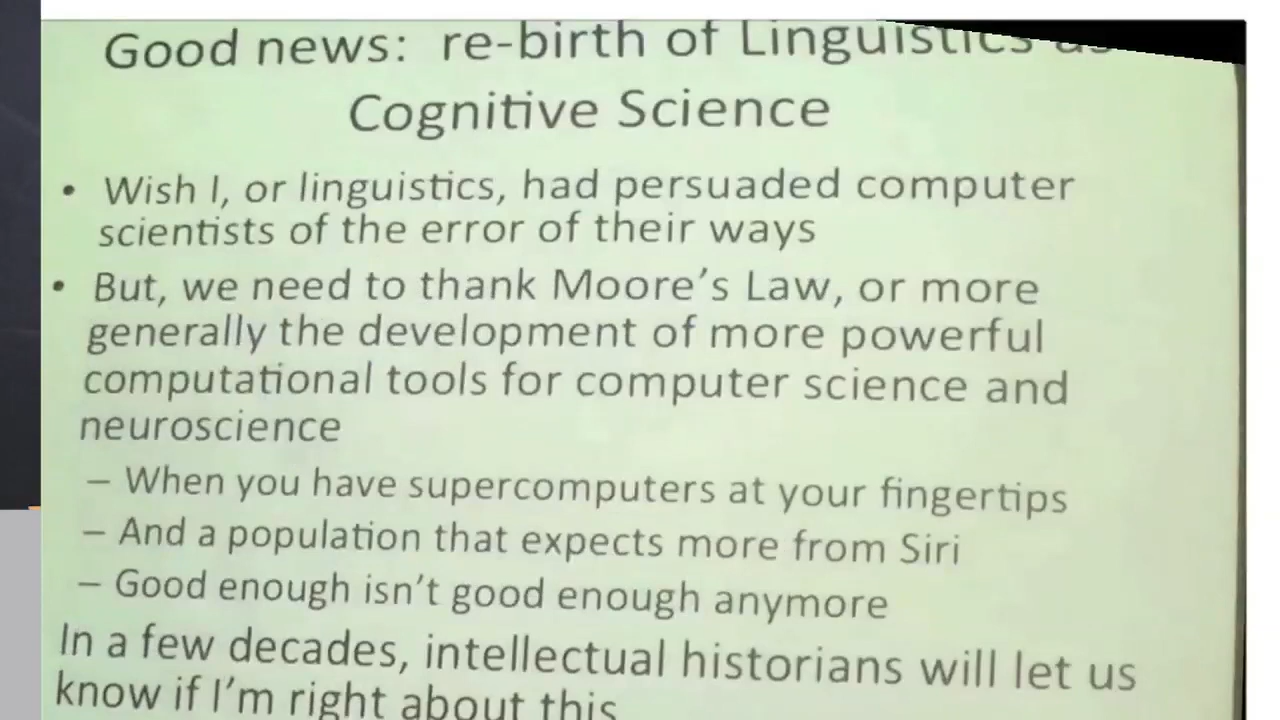 Good news: re-birth of Linguistics as
Cognitive Science
• Wish I, or linguistics, had persuaded computer
scientists of the error of their ways
• But, we need to thank Moore's Law, or more
generally the development of more powerful
computational tools for computer science and
neuroscience
– When you have supercomputers at your fingertips
– And a population that expects more from Siri
– Good enough isn't good enough anymore
In a few decades, intellectual historians will let us
know if I'm right about this